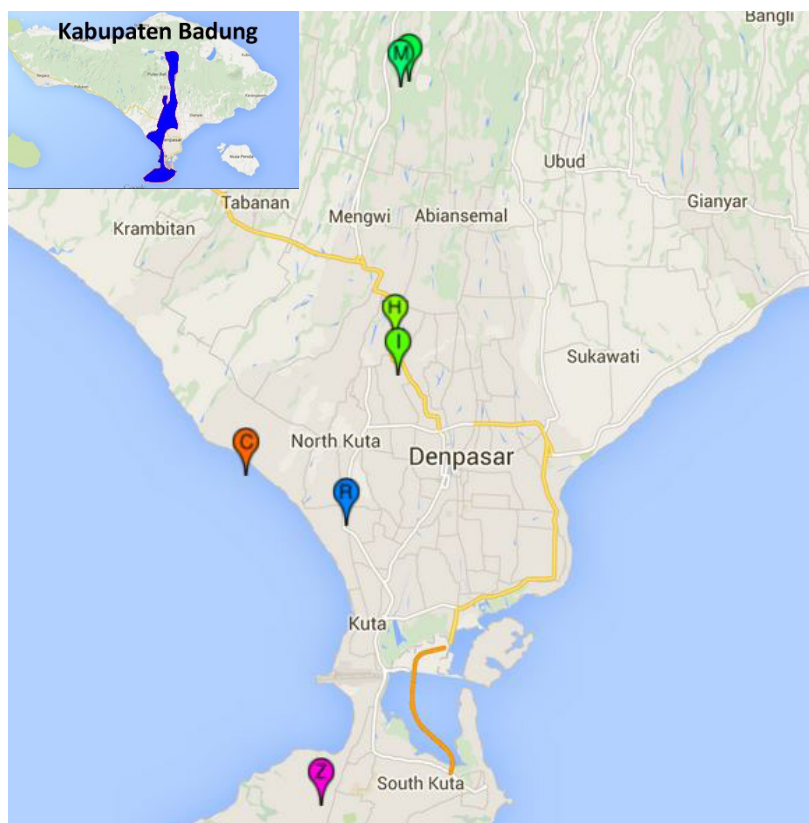 Kabupaten Badung
Bangli
M
Ubud
Tabanan
Gianyar
Mengwi
Abiansemal
Krambitan
H
I
Sukawati
C
North Kuta
Denpasar
R
Kuta
Z
South Kuta